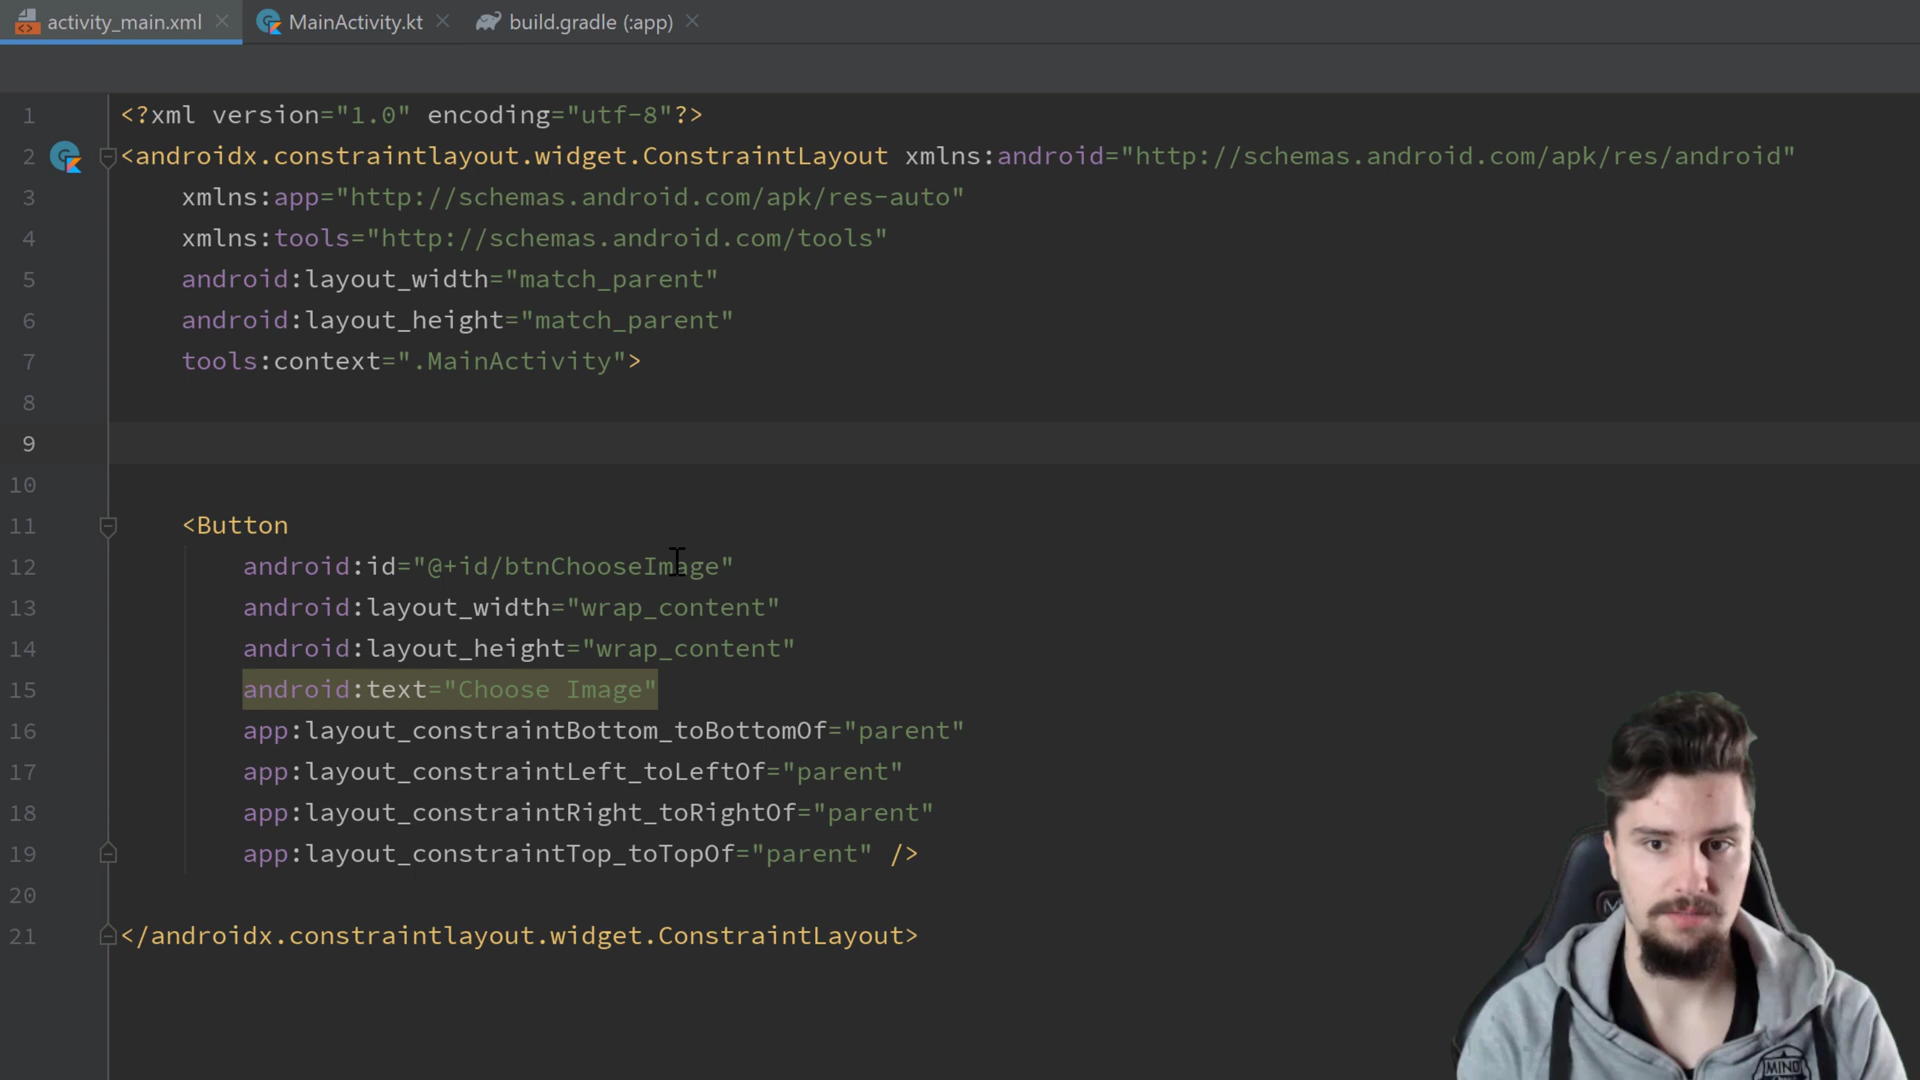 activity_main.xml MainActivity.kt build.gradle (:app)
1 <?xml version="1.0" encoding="utf-8"?>
2 <androidx.constraintlayout.widget.ConstraintLayout xmlns:android="http://schemas.android.com/apk/res/android"
3 xmlns:app="http://schemas.android.com/apk/res-auto"
4 xmlns:tools="http://schemas.android.com/tools"
5 android:layout_width="match_parent"
6 android:layout_height="match_parent"
7 tools:context=".MainActivity">
8
9
10
11 <Button
12 android:id="@+id/btnChooseImage"
13 android:layout_width="wrap_content"
14 android:layout_height="wrap_content"
15 android:text="Choose Image"
16 app:layout_constraintBottom_toBottomOf="parent"
17 app:layout_constraintLeft_toLeftOf="parent"
18 app:layout_constraintRight_toRightOf="parent"
19 app:layout_constraintTop_toTopOf="parent" />
20
21 </androidx.constraintlayout.widget.ConstraintLayout>
MIND